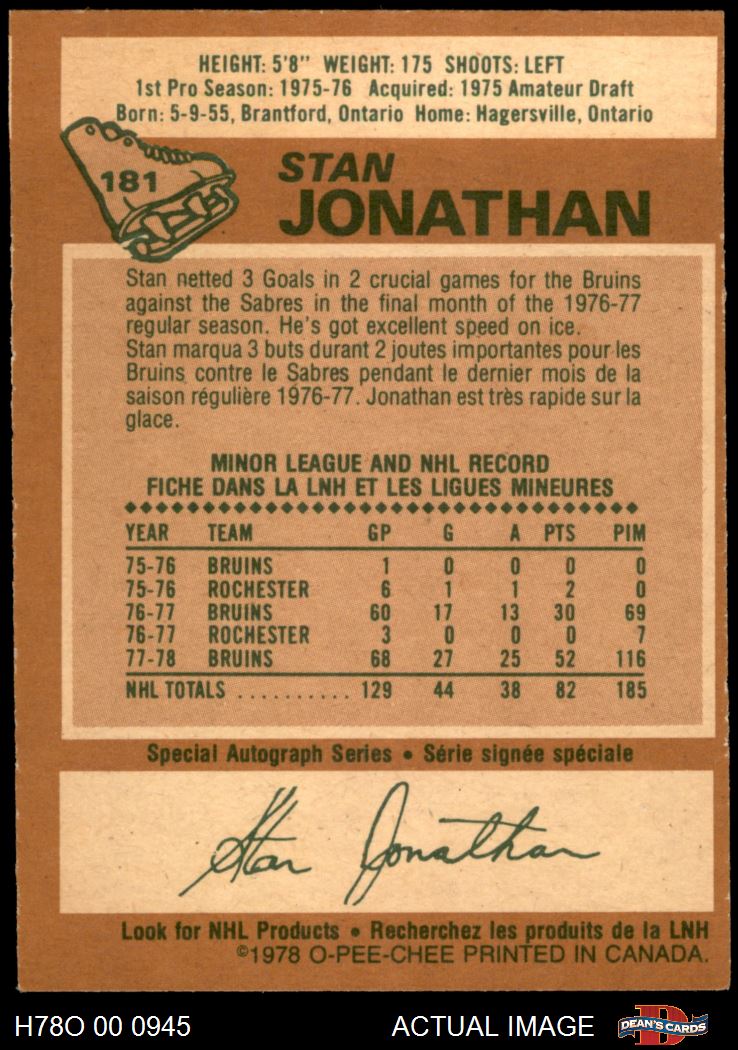 HEIGHT: 5'8" WEIGHT: 175 SHOOTS: LEFT
1st Pro Season: 1975-76 Acquired: 1975 Amateur Draft
Born: 5-9-55, Brantford, Ontario Home: Hagersville, Ontario
181
STAN
JONATHAN
Stan netted 3 Goals in 2 crucial games for the Bruins
against the Sabres in the final month of the 1976-77
regular season. He's got excellent speed on ice.
Stan marqua 3 buts durant 2 joutes importantes pour les
Bruins contre le Sabres pendant le dernier mois de la
saison régulière 1976-77. Jonathan est très rapide sur la
glace.
MINOR LEAGUE AND NHL RECORD
FICHE DANS LA LNH ET LES LIGUES MINEURES
YEAR TEAM GP G A PTS PIM
75-76 BRUINS 1 0 0 0 0
75-76 ROCHESTER 6 1 1 2 0
76-77 BRUINS 60 17 13 30 69
76-77 ROCHESTER 3 0 0 0 7
77-78 BRUINS 68 27 25 52 116
NHL TOTALS .......... 129 44 38 82 185
Special Autograph Series • Série signée spéciale
Stan Jonathan
Look for NHL Products • Recherchez les produits de la LNH
©1978 O-PEE-CHEE PRINTED IN CANADA.
H78O 00 0945 ACTUAL IMAGE D DEAN'S CARDS